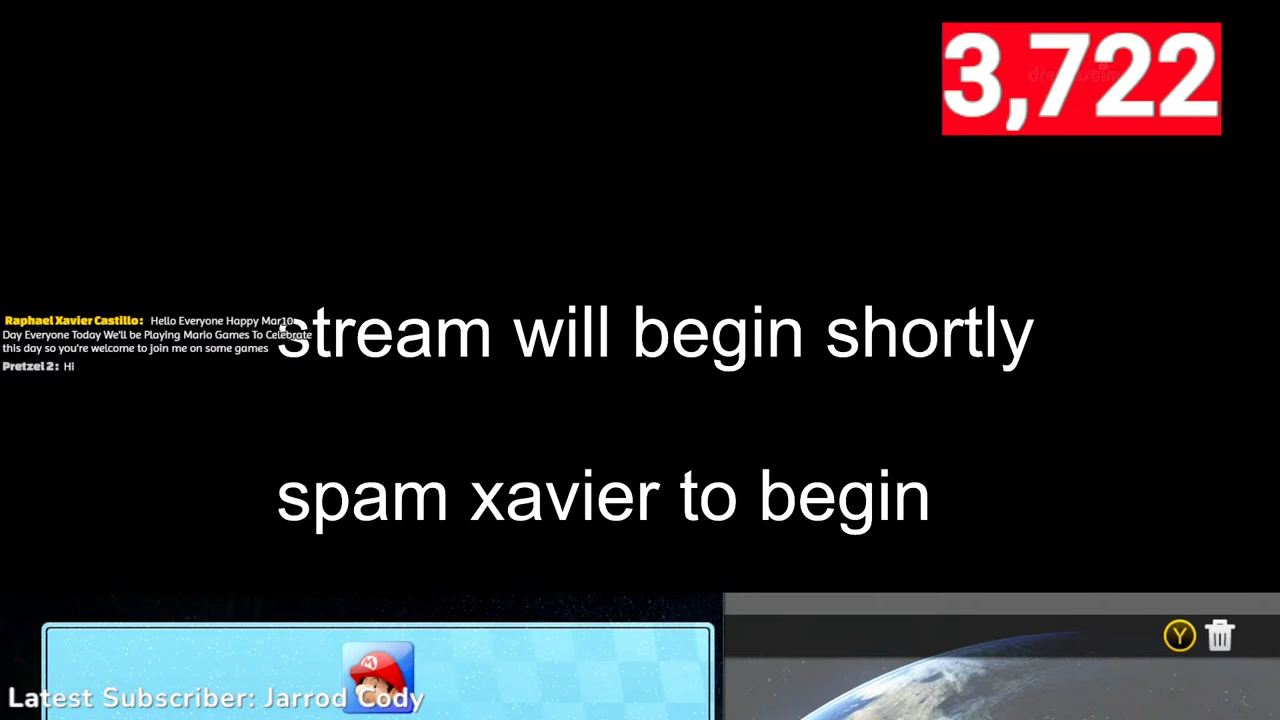 3,722
stream will begin shortly
Raphael Xavier Castillo: Hello Everyone Happy Mar10
Day Everyone Today We'll be Playing Mario Games To Celebrate
this day so you're welcome to join me on some games
Pretzel 2: Hi
spam xavier to begin
Y
M
Latest Subscriber: Jarrod Cody